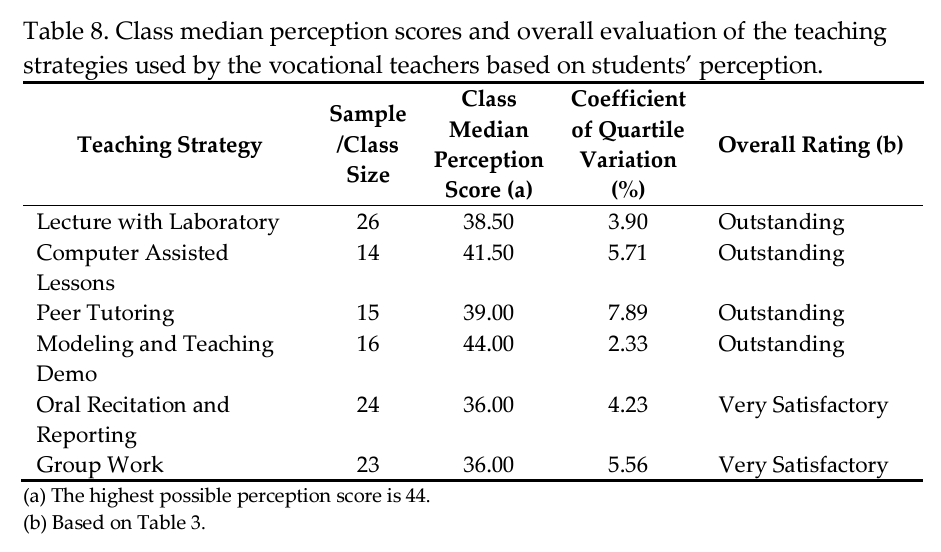 Table 8. Class median perception scores and overall evaluation of the teaching
strategies used by the vocational teachers based on students’ perception.
Teaching Strategy Sample /Class Size Class Median Perception Score (a) Coefficient of Quartile Variation (%) Overall Rating (b)
Lecture with Laboratory 26 38.50 3.90 Outstanding
Computer Assisted 14 41.50 5.71 Outstanding
Lessons
Peer Tutoring 15 39.00 7.89 Outstanding
Modeling and Teaching 16 44.00 2.33 Outstanding
Demo
Oral Recitation and 24 36.00 4.23 Very Satisfactory
Reporting
Group Work 23 36.00 5.56 Very Satisfactory
(a) The highest possible perception score is 44.
(b) Based on Table 3.